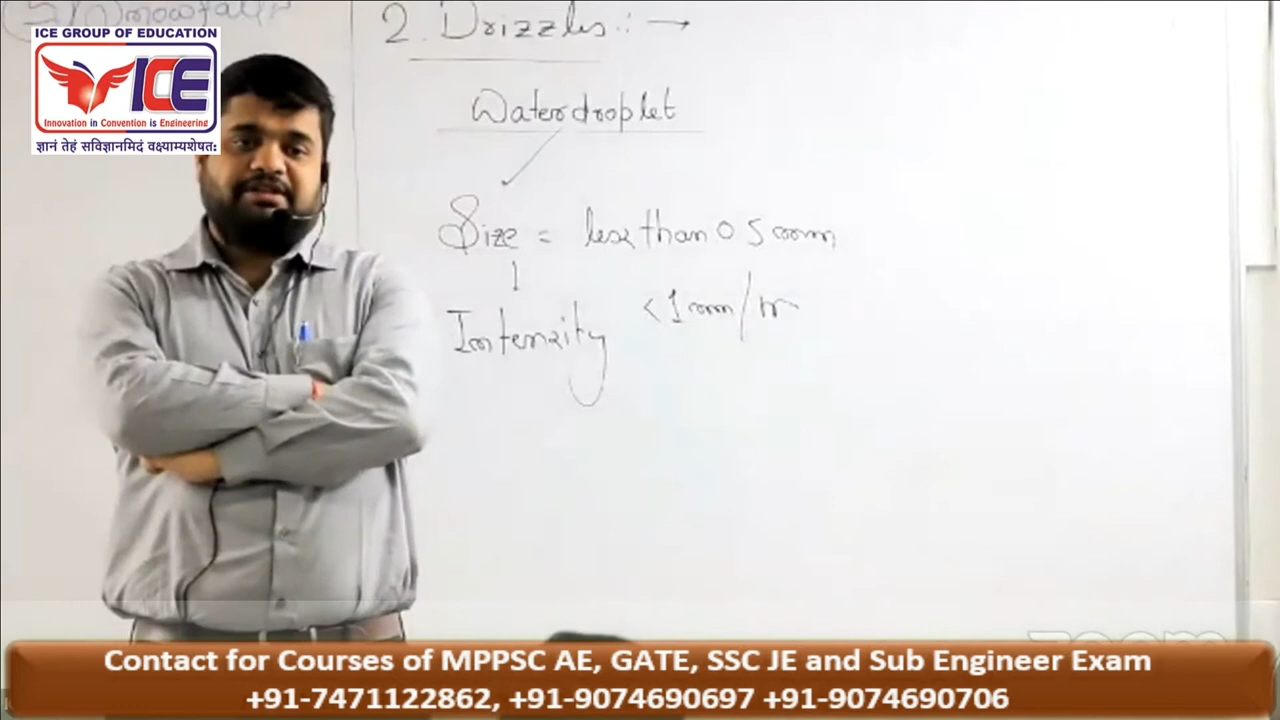 Snowfall
2. Drizzles :- →
Waterdroplet
Size = less than 0.5 mm
Intensity < 1 mm/hr
ICE GROUP OF EDUCATION
ICE
Innovation in Convention is Engineering
ज्ञानं तेहं सविज्ञानमिदं वक्ष्याम्यशेषत:
zoom
Contact for Courses of MPPSC AE, GATE, SSC JE and Sub Engineer Exam
+91-7471122862, +91-9074690697 +91-9074690706